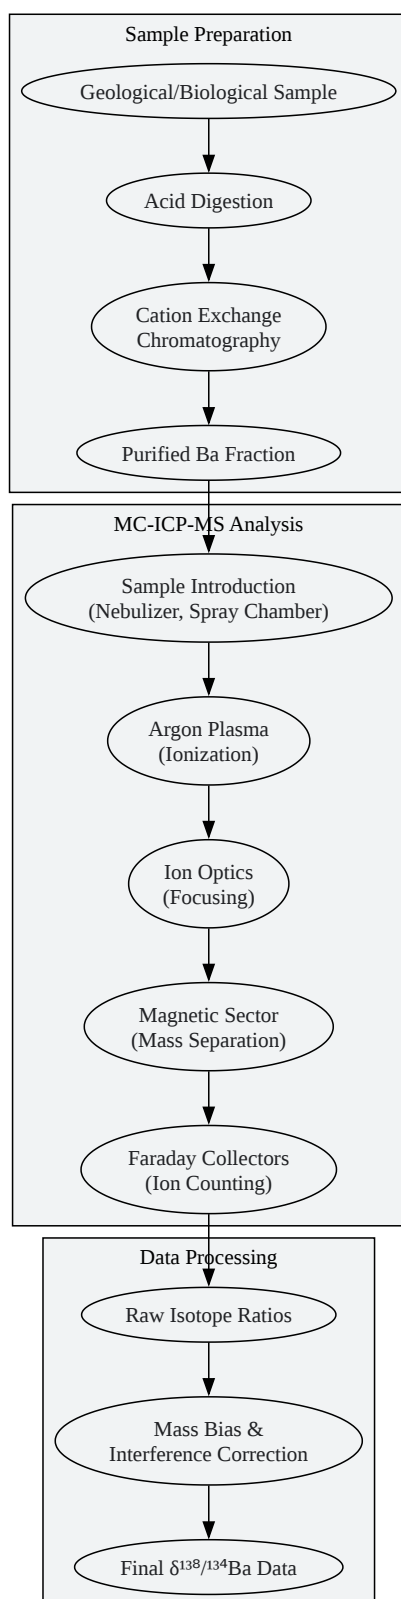 Sample Preparation
Geological/Biological Sample
Acid Digestion
Cation Exchange
Chromatography
Purified Ba Fraction
MC-ICP-MS Analysis
Sample Introduction
(Nebulizer, Spray Chamber)
Argon Plasma
(Ionization)
Ion Optics
(Focusing)
Magnetic Sector
(Mass Separation)
Faraday Collectors
(Ion Counting)
Data Processing
Raw Isotope Ratios
Mass Bias &
Interference Correction
Final δ¹³⁸/¹³⁴Ba Data